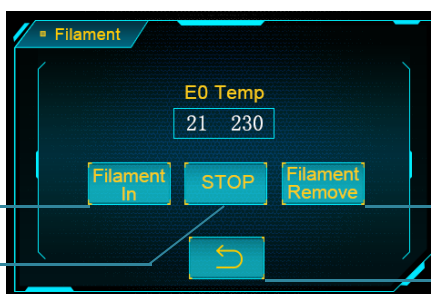 Filament
E0 Temp
21 230
Filament
In
STOP
Filament
Remove